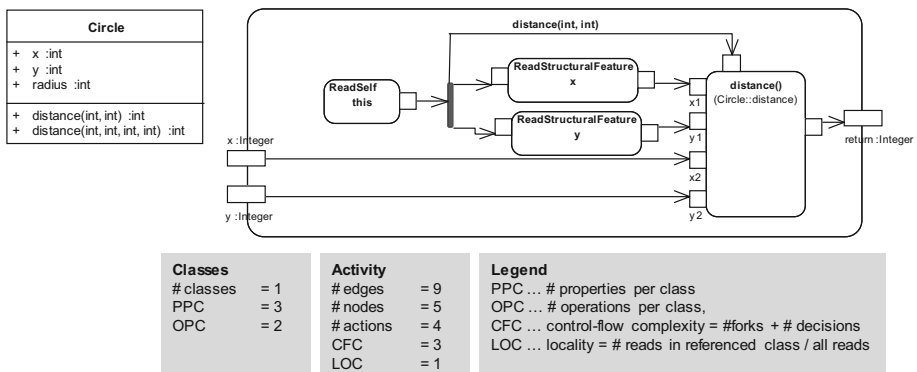 Circle
+ x :int
+ y :int
+ radius :int
+ distance(int, int) :int
+ distance(int, int, int, int) :int
distance(int, int)
ReadSelf
this
ReadStructuralFeature
x
ReadStructuralFeature
y
x1
y1
x2
y2
distance()
(Circle::distance)
return :Integer
x :Integer
y :Integer
Classes
# classes = 1
PPC = 3
OPC = 2
Activity
# edges = 9
# nodes = 5
# actions = 4
CFC = 3
LOC = 1
Legend
PPC ... # properties per class
OPC ... # operations per class,
CFC ... control-flow complexity = #forks + # decisions
LOC ... locality = # reads in referenced class / all reads